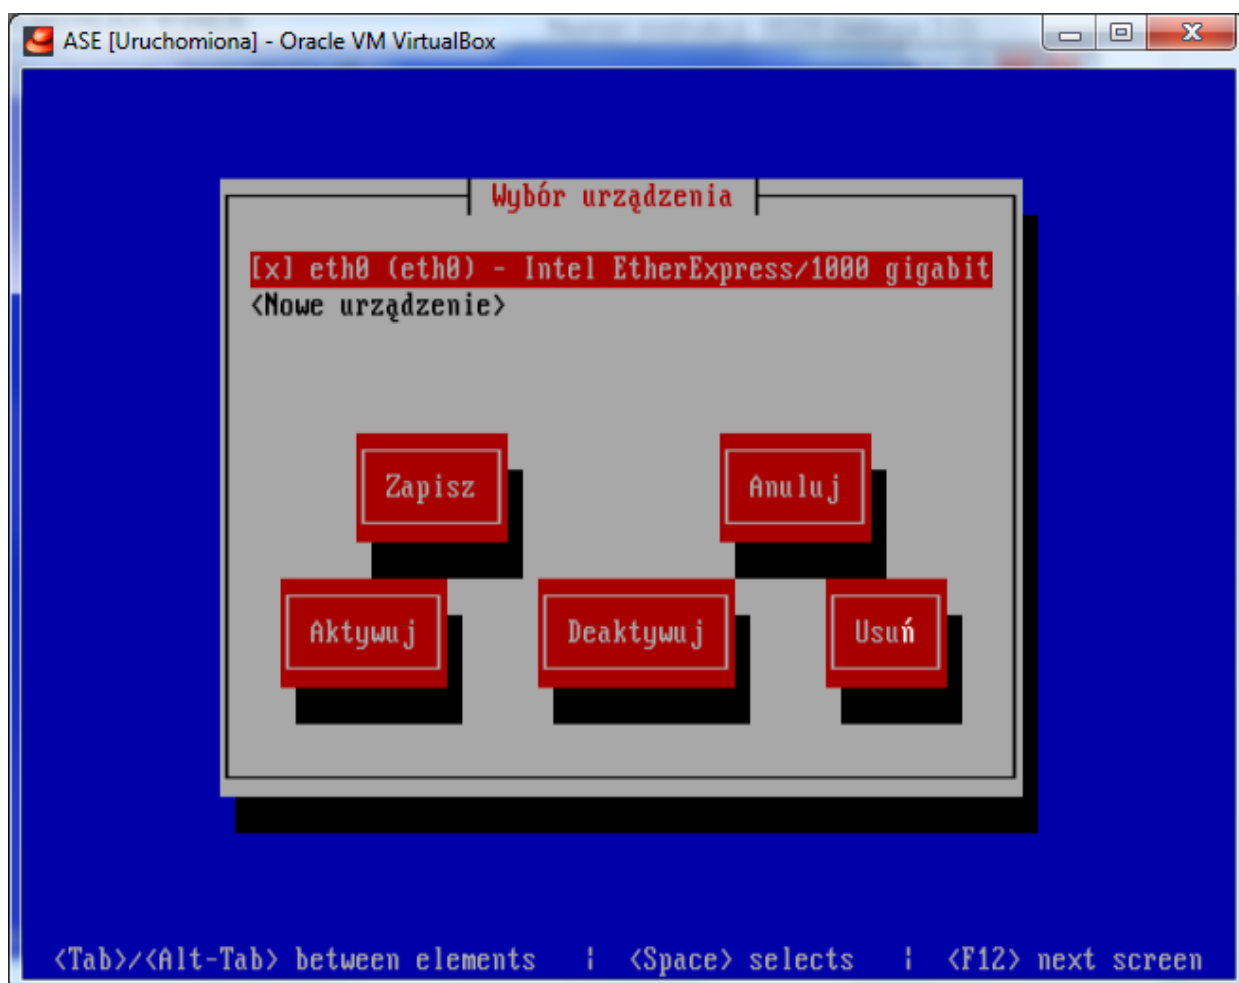 ASE [Uruchomiona] - Oracle VM VirtualBox
Wybór urządzenia
[x] eth0 (eth0) - Intel EtherExpress/1000 gigabit
<Nowe urządzenie>
Zapisz Anuluj
Aktywuj Deaktywuj Usuń
<Tab>/<Alt-Tab> between elements | <Space> selects | <F12> next screen